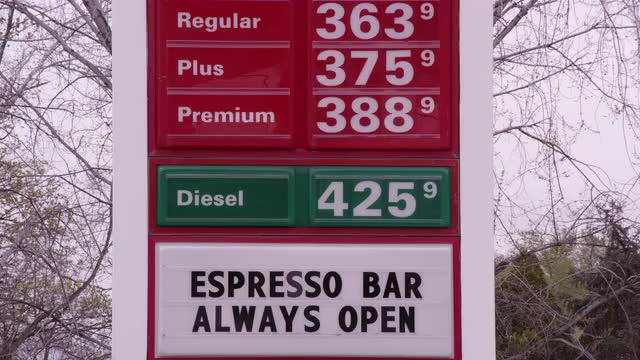 Regular 363 9
Plus 375 9
Premium 388 9
Diesel 425 9
ESPRESSO BAR
ALWAYS OPEN